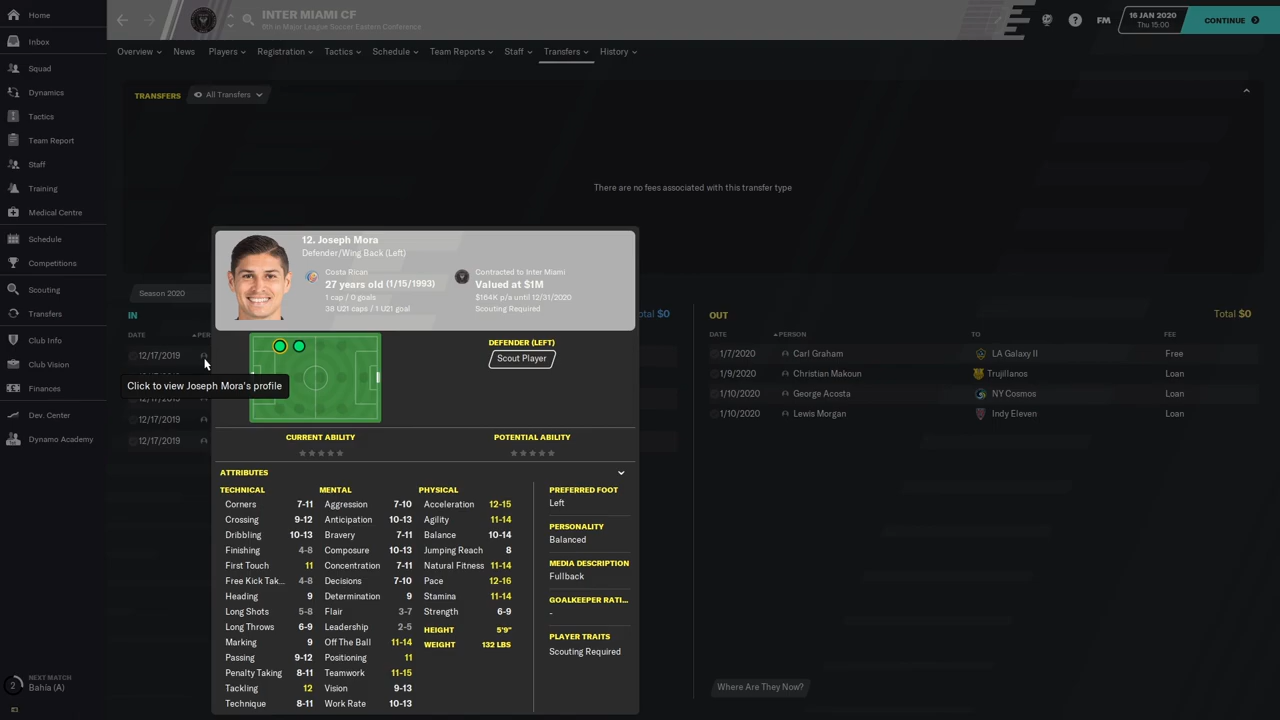 Home
INTER MIAMI CF
8th in Major League Soccer Eastern Conference
FM
16 JAN 2020
Thu 15:00
CONTINUE
Inbox
Overview
News
Players
Registration
Tactics
Schedule
Team Reports
Staff
Transfers
History
Squad
Dynamics
Tactics
Team Report
Staff
Training
Medical Centre
Schedule
Competitions
Scouting
Transfers
Club Info
Club Vision
Finances
Dev. Center
Dynamo Academy
NEXT MATCH
2
Bahía (A)
TRANSFERS
All Transfers
There are no fees associated with this transfer type
Season 2020
IN
DATE
PER
12/17/2019
12/17/2019
12/17/2019
Click to view Joseph Mora's profile
12. Joseph Mora
Defender/Wing Back (Left)
Costa Rican
27 years old (1/15/1993)
1 cap / 0 goals
38 U21 caps / 1 U21 goal
Contracted to Inter Miami
Valued at $1M
$164K p/a until 12/31/2020
Scouting Required
DEFENDER (LEFT)
Scout Player
CURRENT ABILITY
POTENTIAL ABILITY
ATTRIBUTES
TECHNICAL
Corners 7-11
Crossing 9-12
Dribbling 10-13
Finishing 4-8
First Touch 11
Free Kick Tak... 4-8
Heading 9
Long Shots 5-8
Long Throws 6-9
Marking 9
Passing 9-12
Penalty Taking 8-11
Tackling 12
Technique 8-11
MENTAL
Aggression 7-10
Anticipation 10-13
Bravery 7-11
Composure 10-13
Concentration 7-11
Decisions 7-10
Determination 9
Flair 3-7
Leadership 2-5
Off The Ball 11-14
Positioning 11
Teamwork 11-15
Vision 9-13
Work Rate 10-13
PHYSICAL
Acceleration 12-15
Agility 11-14
Balance 10-14
Jumping Reach 8
Natural Fitness 11-14
Pace 12-16
Stamina 11-14
Strength 6-9
HEIGHT 5'9"
WEIGHT 132 LBS
PREFERRED FOOT
Left
PERSONALITY
Balanced
MEDIA DESCRIPTION
Fullback
GOALKEEPER RATI...
-
PLAYER TRAITS
Scouting Required
otal $0
OUT
Total $0
DATE PERSON TO FEE
1/7/2020 Carl Graham LA Galaxy II Free
1/9/2020 Christian Makoun Trujillanos Loan
1/10/2020 George Acosta NY Cosmos Loan
1/10/2020 Lewis Morgan Indy Eleven Loan
Where Are They Now?